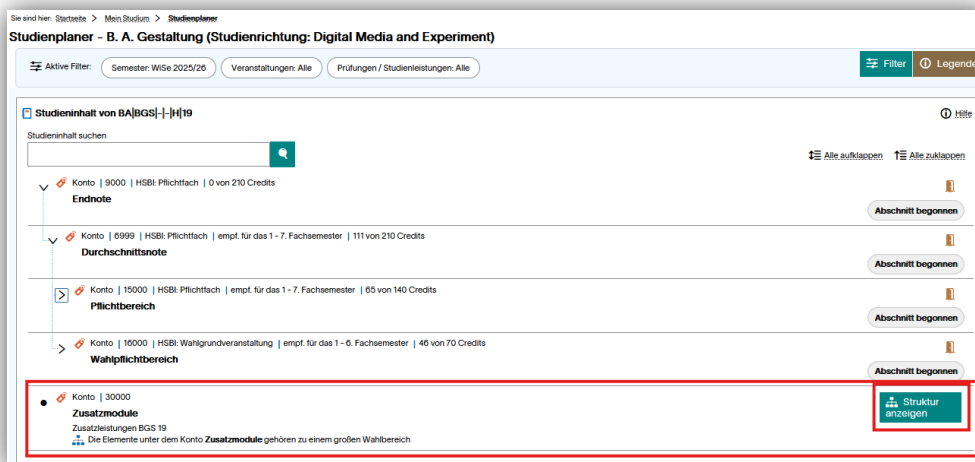 Sie sind hier: Startseite > Mein Studium > Studienplaner
Studienplaner - B. A. Gestaltung (Studienrichtung: Digital Media and Experiment)
Aktive Filter: Semester: WiSe 2025/26 Veranstaltungen: Alle Prüfungen / Studienleistungen: Alle Filter Legende
Studieninhalt von BA|BGS|-|-|H|19 Hilfe
Studieninhalt suchen
Alle aufklappen Alle zuklappen
Konto | 9000 | HSBI: Pflichtfach | 0 von 210 Credits
Endnote
Abschnitt begonnen
Konto | 6999 | HSBI: Pflichtfach | empf. für das 1 - 7. Fachsemester | 111 von 210 Credits
Durchschnittsnote
Abschnitt begonnen
Konto | 15000 | HSBI: Pflichtfach | empf. für das 1 - 7. Fachsemester | 65 von 140 Credits
Pflichtbereich
Abschnitt begonnen
Konto | 16000 | HSBI: Wahlgrundveranstaltung | empf. für das 1 - 6. Fachsemester | 46 von 70 Credits
Wahlpflichtbereich
Abschnitt begonnen
Konto | 30000
Zusatzmodule
Struktur
anzeigen
Zusatzleistungen BGS 19
Die Elemente unter dem Konto Zusatzmodule gehören zu einem großen Wahlbereich